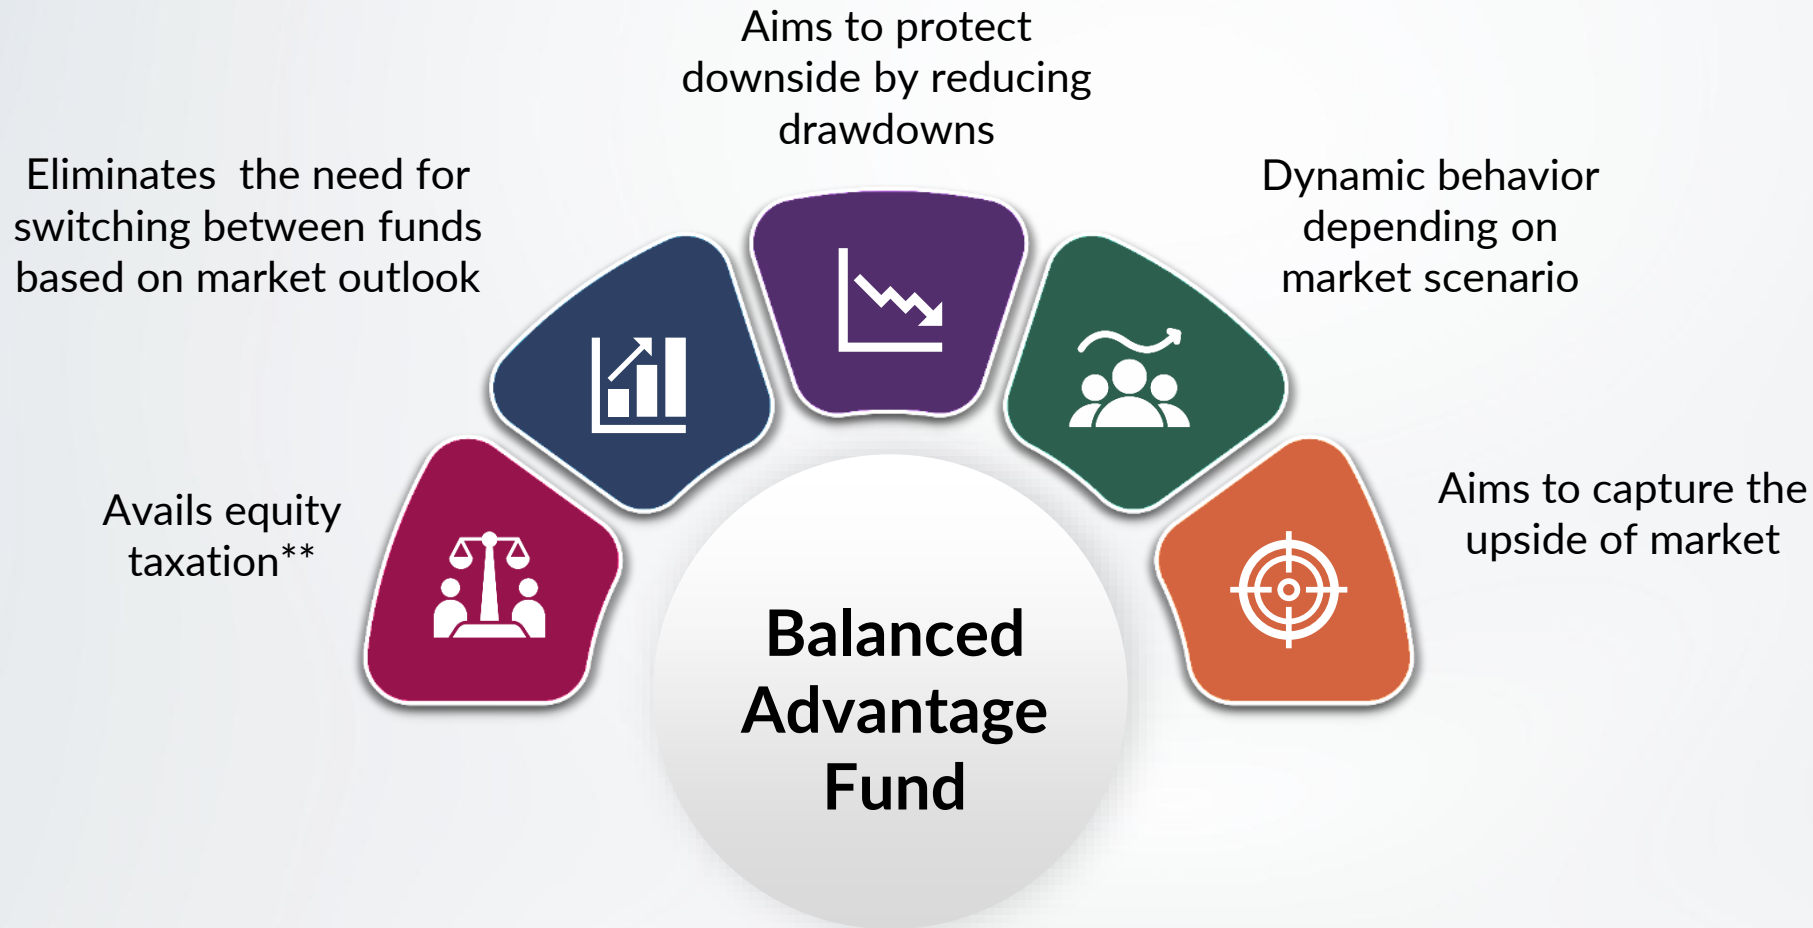 Aims to protect
downside by reducing
drawdowns
Eliminates  the need for
switching between funds
based on market outlook
Dynamic behavior
depending on
market scenario
Avails equity
taxation**
Aims to capture the
upside of market
Balanced
Advantage
Fund